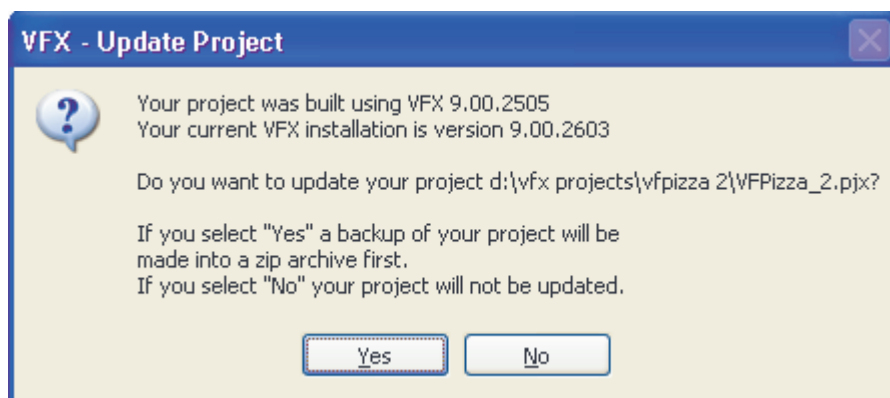 VFX - Update Project
Your project was built using VFX 9.00.2505
Your current VFX installation is version 9.00.2603
Do you want to update your project d:\vfx projects\vfpizza 2\VFPizza_2.pjx?
If you select "Yes" a backup of your project will be
made into a zip archive first.
If you select "No" your project will not be updated.
Yes
No